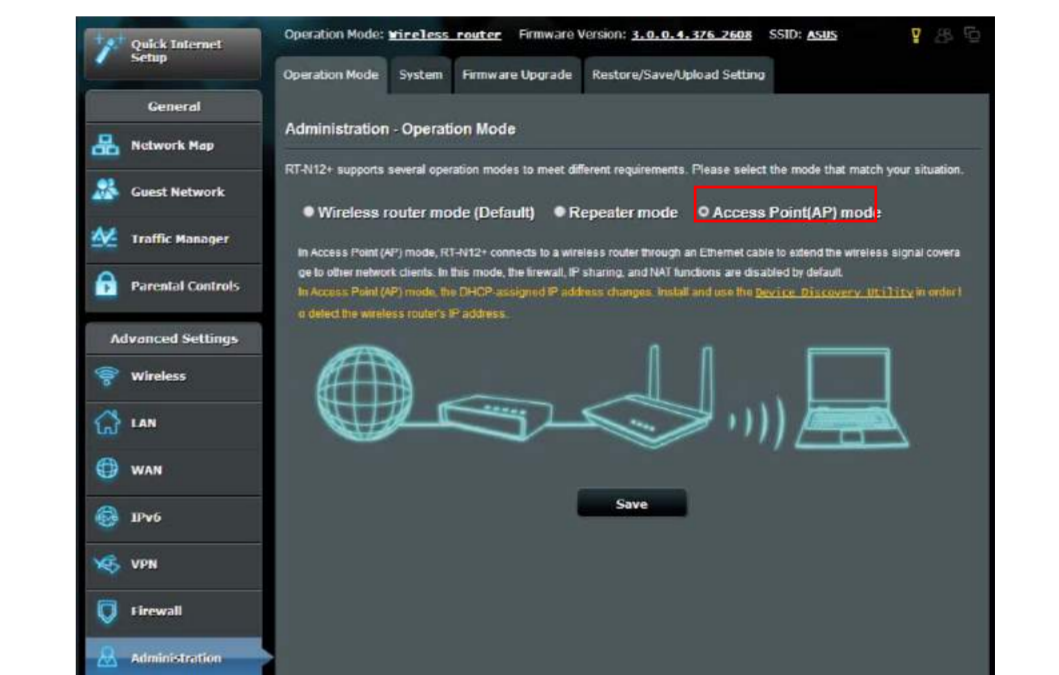 Quick Internet
Setup
Operation Mode: Wireless router Firmware Version: 3.0.0.4.376_2608 SSID: ASUS
Operation Mode System Firmware Upgrade Restore/Save/Upload Setting
General
Network Map
Guest Network
Traffic Manager
Parental Controls
Advanced Settings
Wireless
LAN
WAN
IPv6
VPN
Firewall
Administration
Administration - Operation Mode
RT-N12+ supports several operation modes to meet different requirements. Please select the mode that match your situation.
Wireless router mode (Default) Repeater mode Access Point(AP) mode
In Access Point (AP) mode, RT-N12+ connects to a wireless router through an Ethernet cable to extend the wireless signal covera
ge to other network clients. In this mode, the firewall, IP sharing, and NAT functions are disabled by default.
In Access Point (AP) mode, the DHCP-assigned IP address changes. Install and use the Device Discovery Utility in order t
o detect the wireless router's IP address.
Save